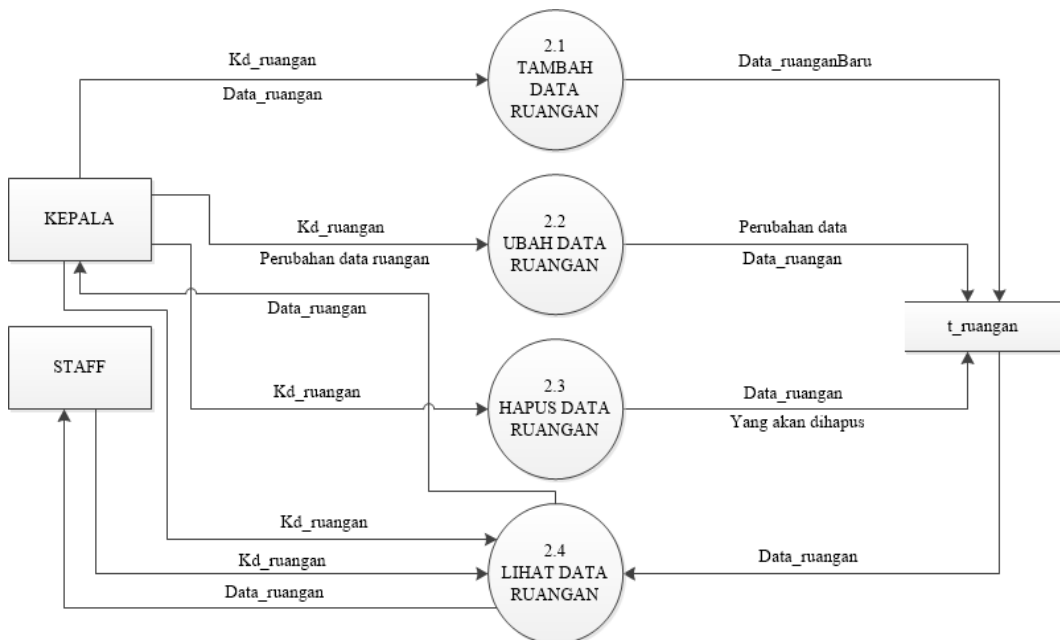 Kd_ruangan
Data_ruangan
2.1
TAMBAH
DATA
RUANGAN
Data_ruanganBaru
KEPALA
Kd_ruangan
Perubahan data ruangan
2.2
UBAH DATA
RUANGAN
Perubahan data
Data_ruangan
Data_ruangan
t_ruangan
STAFF
Kd_ruangan
2.3
HAPUS DATA
RUANGAN
Data_ruangan
Yang akan dihapus
Kd_ruangan
Kd_ruangan
Data_ruangan
2.4
LIHAT DATA
RUANGAN
Data_ruangan